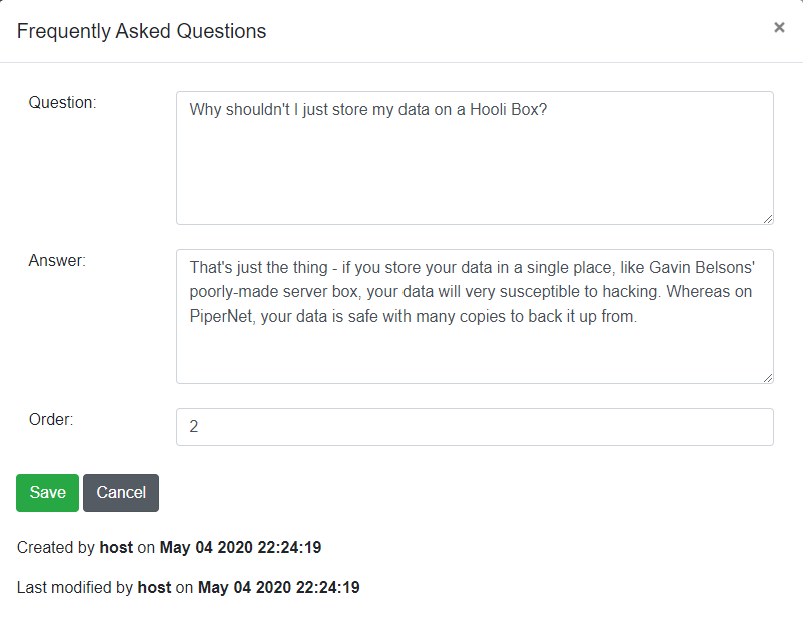 Frequently Asked Questions ×
Question:
Why shouldn't I just store my data on a Hooli Box?
Answer:
That's just the thing - if you store your data in a single place, like Gavin Belsons'
poorly-made server box, your data will very susceptible to hacking. Whereas on
PiperNet, your data is safe with many copies to back it up from.
Order:
2
Save Cancel
Created by host on May 04 2020 22:24:19
Last modified by host on May 04 2020 22:24:19